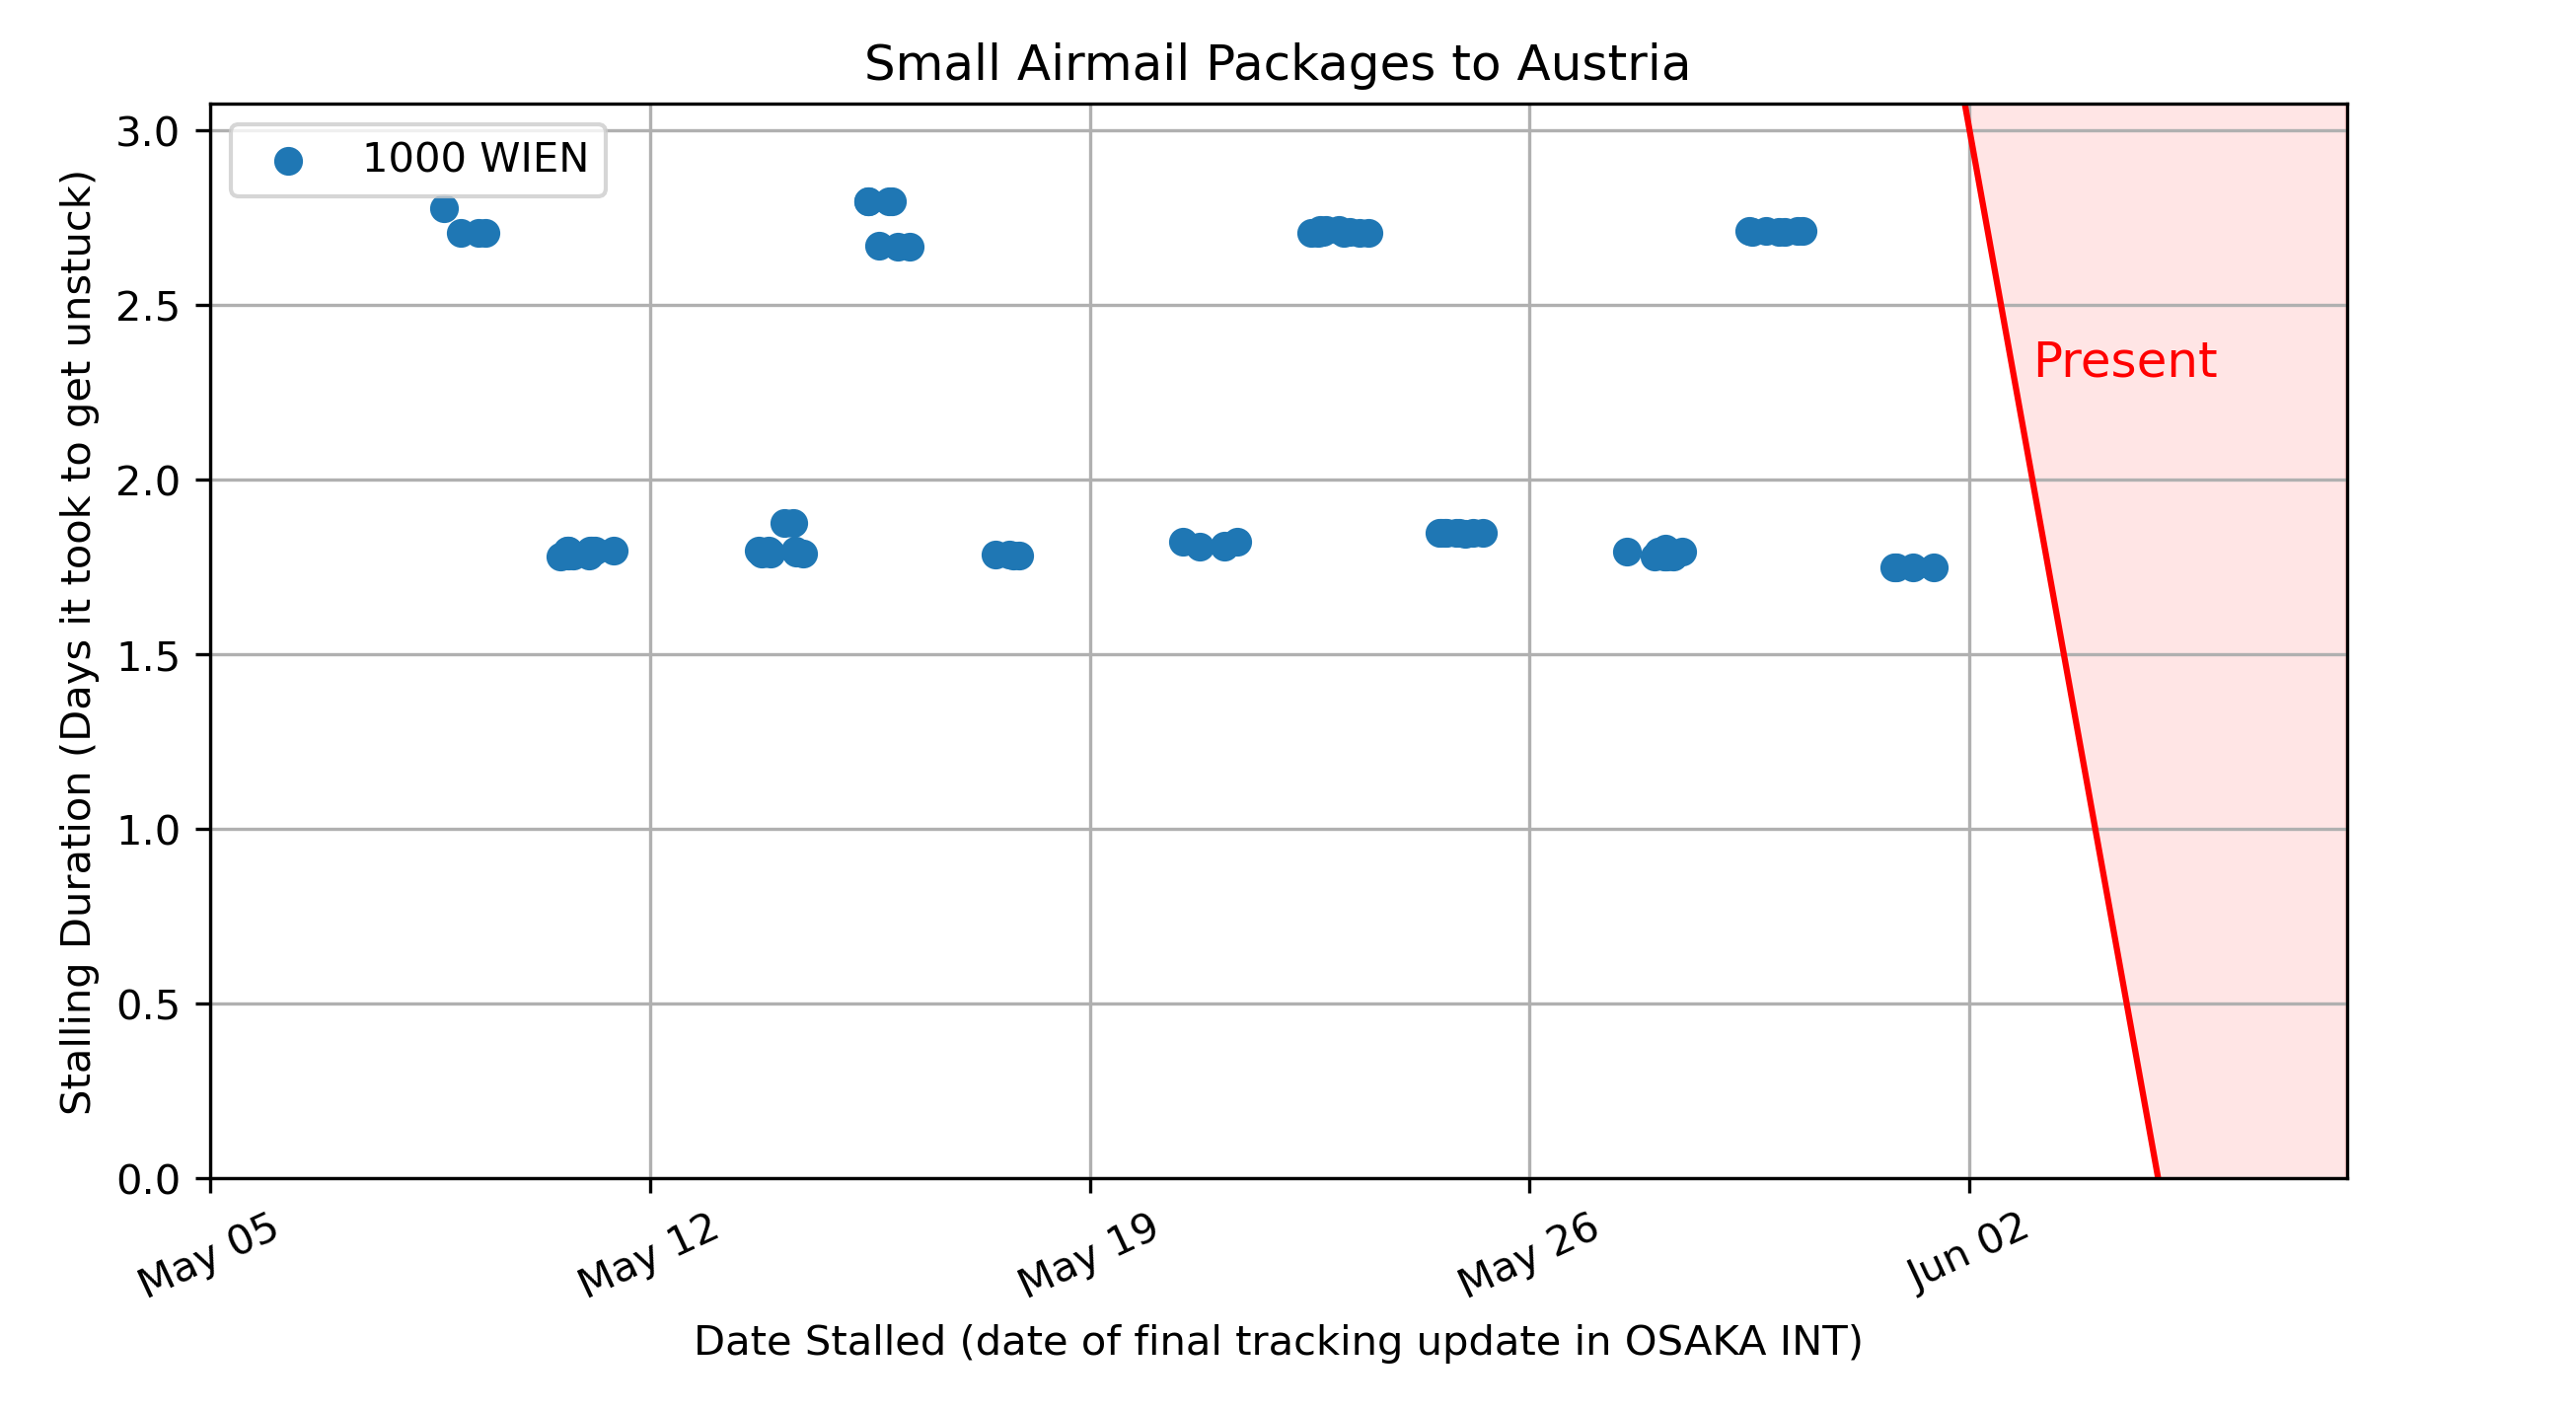 Small Airmail Packages to Austria
1000 WIEN
Present
3.0
2.5
2.0
1.5
1.0
0.5
0.0
Stalling Duration (Days it took to get unstuck)
May 05
May 12
May 19
May 26
Jun 02
Date Stalled (date of final tracking update in OSAKA INT)